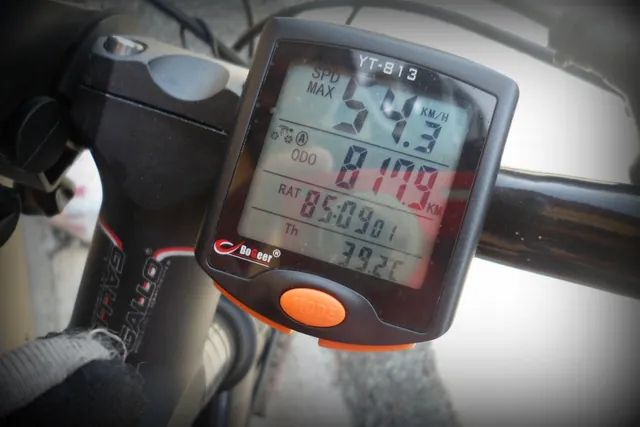 YT-813
SPD
MAX
54.3 KM/H
A
ODO 817.9 KM
RAT 85:09 01
Th 39.2℃
BoGeer®